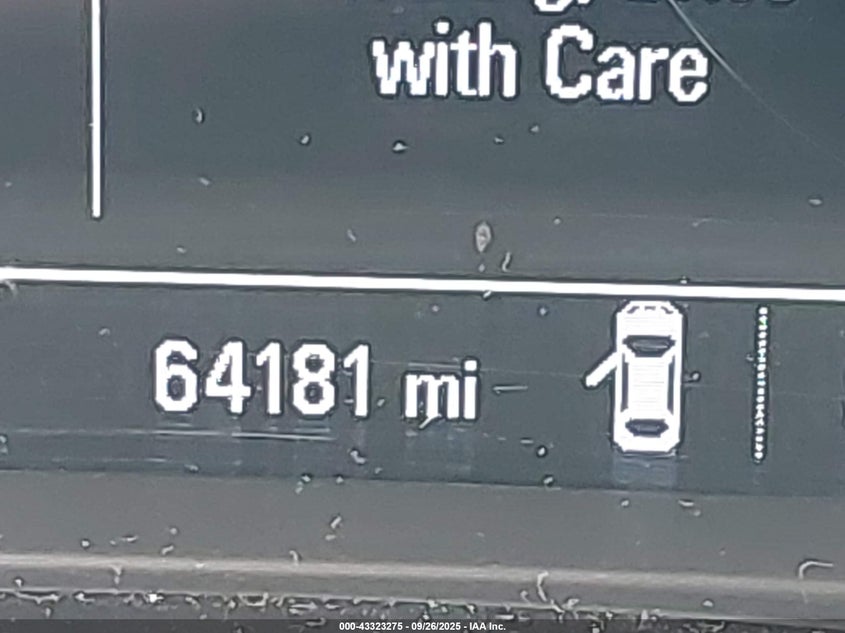 with Care
64181 mi
000-43323275 - 09/26/2025 - IAA Inc.